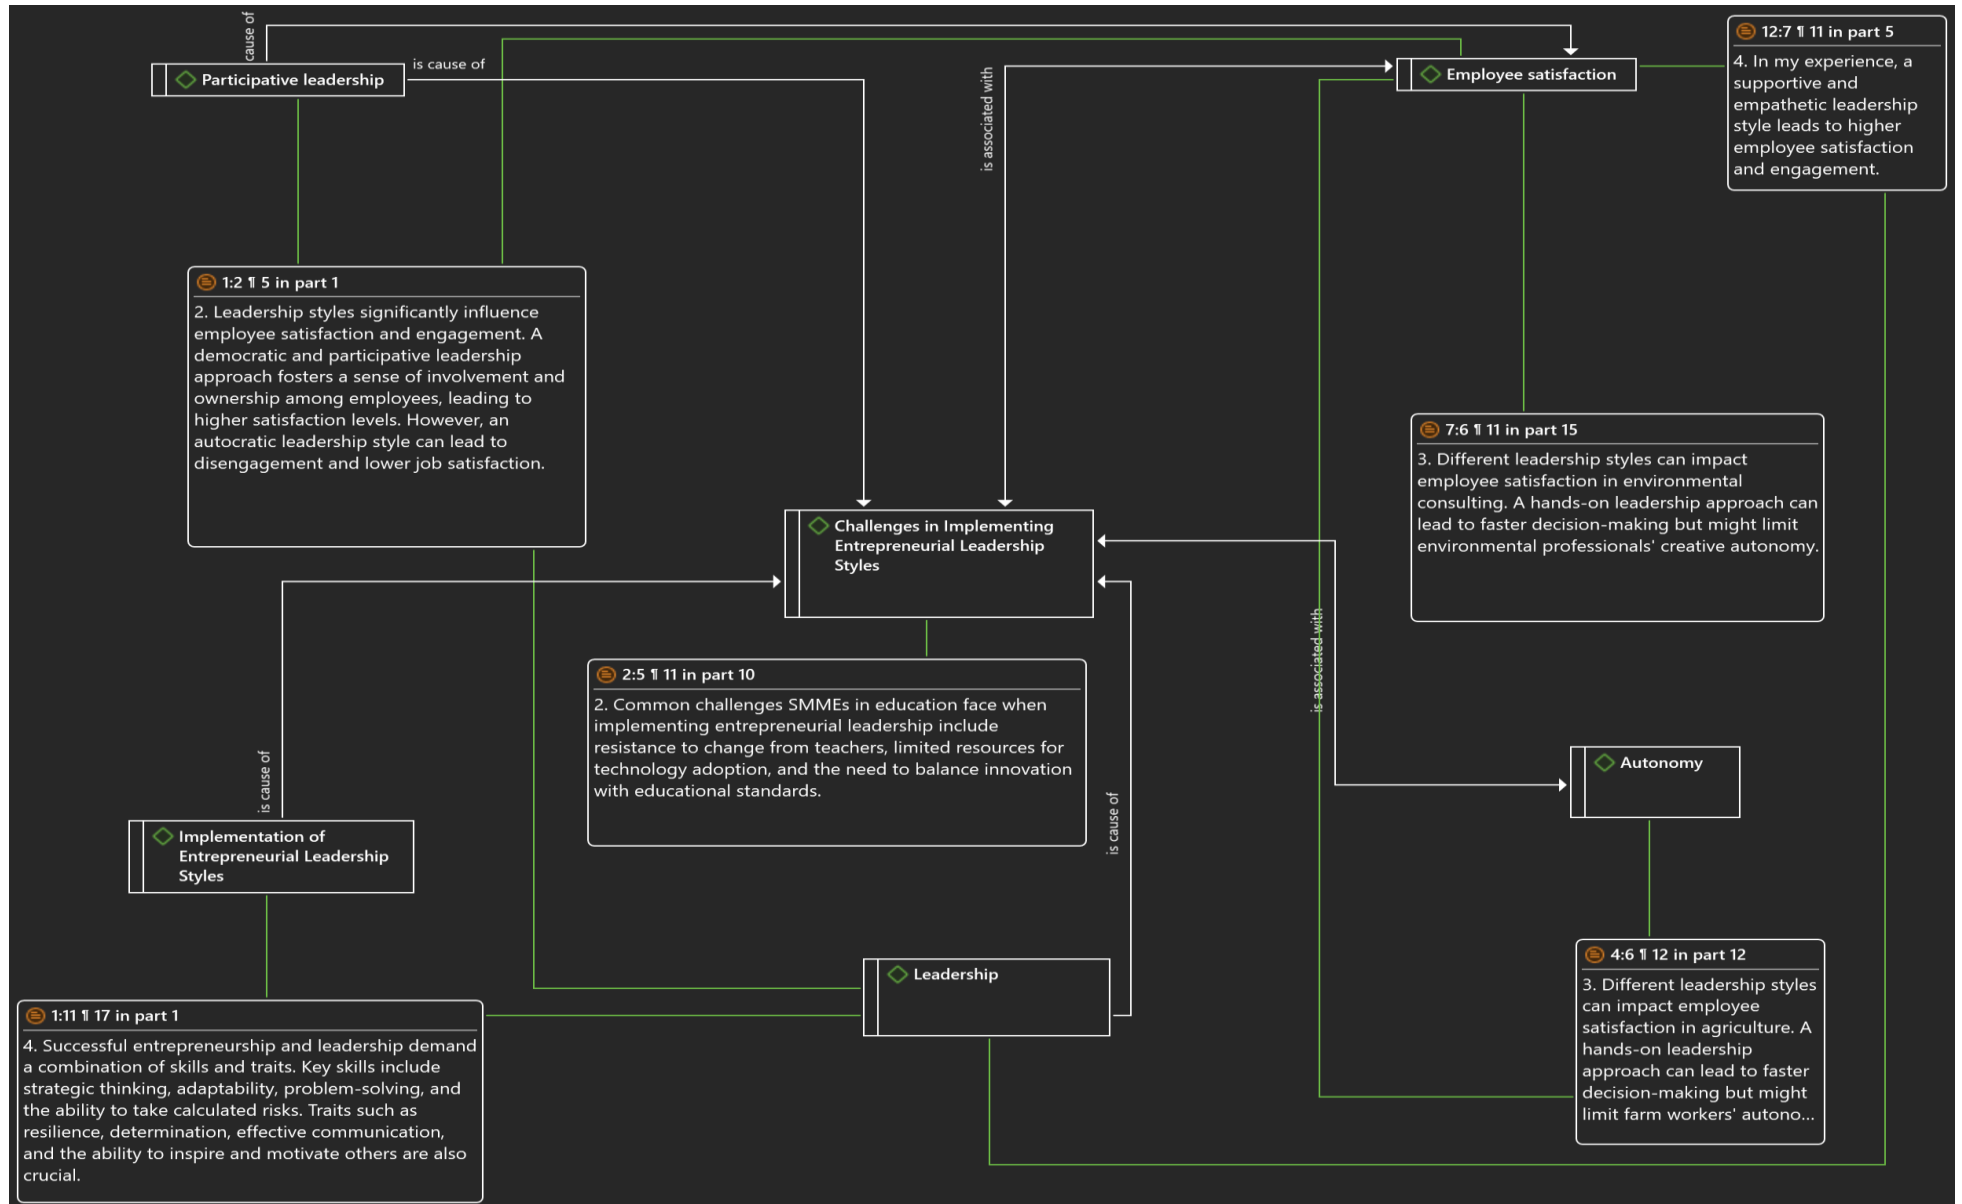 cause of
Participative leadership
is cause of
is associated with
Employee satisfaction
12:7 ¶ 11 in part 5
4. In my experience, a
supportive and
empathetic leadership
style leads to higher
employee satisfaction
and engagement.
1:2 ¶ 5 in part 1
2. Leadership styles significantly influence
employee satisfaction and engagement. A
democratic and participative leadership
approach fosters a sense of involvement and
ownership among employees, leading to
higher satisfaction levels. However, an
autocratic leadership style can lead to
disengagement and lower job satisfaction.
7:6 ¶ 11 in part 15
3. Different leadership styles can impact
employee satisfaction in environmental
consulting. A hands-on leadership approach can
lead to faster decision-making but might limit
environmental professionals' creative autonomy.
Challenges in Implementing
Entrepreneurial Leadership
Styles
is associated with
2:5 ¶ 11 in part 10
2. Common challenges SMMEs in education face when
implementing entrepreneurial leadership include
resistance to change from teachers, limited resources for
technology adoption, and the need to balance innovation
with educational standards.
is cause of
is cause of
Autonomy
Implementation of
Entrepreneurial Leadership
Styles
Leadership
4:6 ¶ 12 in part 12
3. Different leadership styles
can impact employee
satisfaction in agriculture. A
hands-on leadership
approach can lead to faster
decision-making but might
limit farm workers' autono...
1:11 ¶ 17 in part 1
4. Successful entrepreneurship and leadership demand
a combination of skills and traits. Key skills include
strategic thinking, adaptability, problem-solving, and
the ability to take calculated risks. Traits such as
resilience, determination, effective communication,
and the ability to inspire and motivate others are also
crucial.